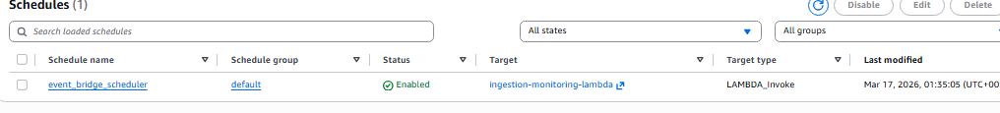 Schedules (1)
Disable
Edit
Delete
Search loaded schedules
All states
All groups
Schedule name
Schedule group
Status
Target
Target type
Last modified
event_bridge_scheduler
default
Enabled
ingestion-monitoring-lambda
LAMBDA_Invoke
Mar 17, 2026, 01:35:05 (UTC+00